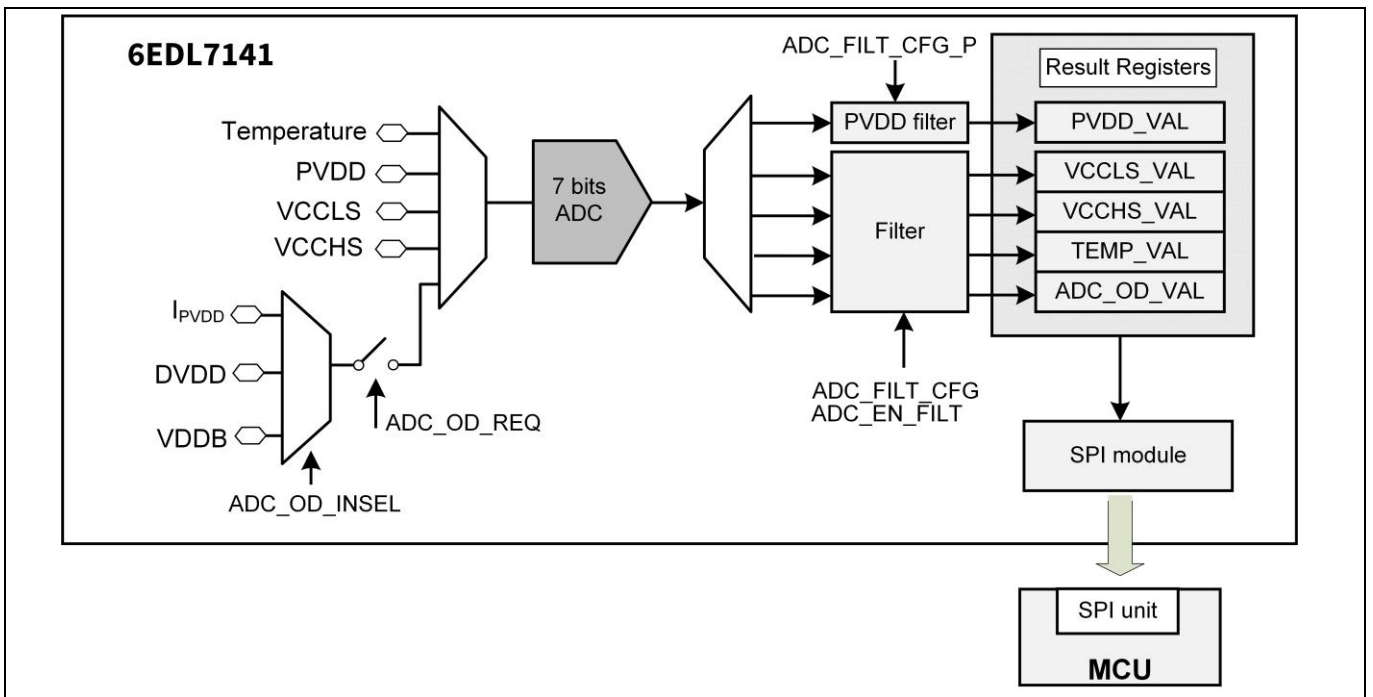 6EDL7141
Temperature
PVDD
VCCLS
VCCHS
I_PVDD
DVDD
VDDB
ADC_OD_REQ
ADC_OD_INSEL
7 bits
ADC
ADC_FILT_CFG_P
PVDD filter
Filter
ADC_FILT_CFG
ADC_EN_FILT
Result Registers
PVDD_VAL
VCCLS_VAL
VCCHS_VAL
TEMP_VAL
ADC_OD_VAL
SPI module
SPI unit
MCU